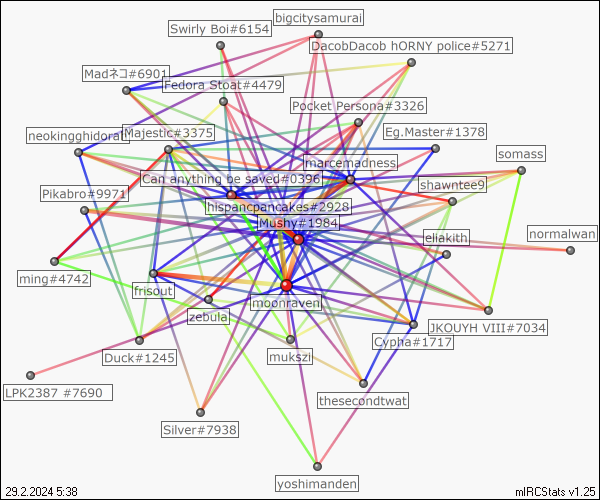 bigcitysamurai
Swirly Boi#6154
DacobDacob hORNY police#5271
Madネコ#6901
Fedora Stoat#4479
Pocket Persona#3326
neokingghidorah
Majestic#3375
Eg.Master#1378
marcemadness
somass
Can anything be saved#0396
shawntee9
Pikabro#9971
hispancpancakes#2928
Mushy#1984
normalwan
eliakith
ming#4742
frisout
moonraven
zebula
JKOUYH VIII#7034
Cypha#1717
mukszi
Duck#1245
LPK2387 #7690
thesecondtwat
Silver#7938
yoshimanden
29.2.2024 5:38
mIRCStats v1.25